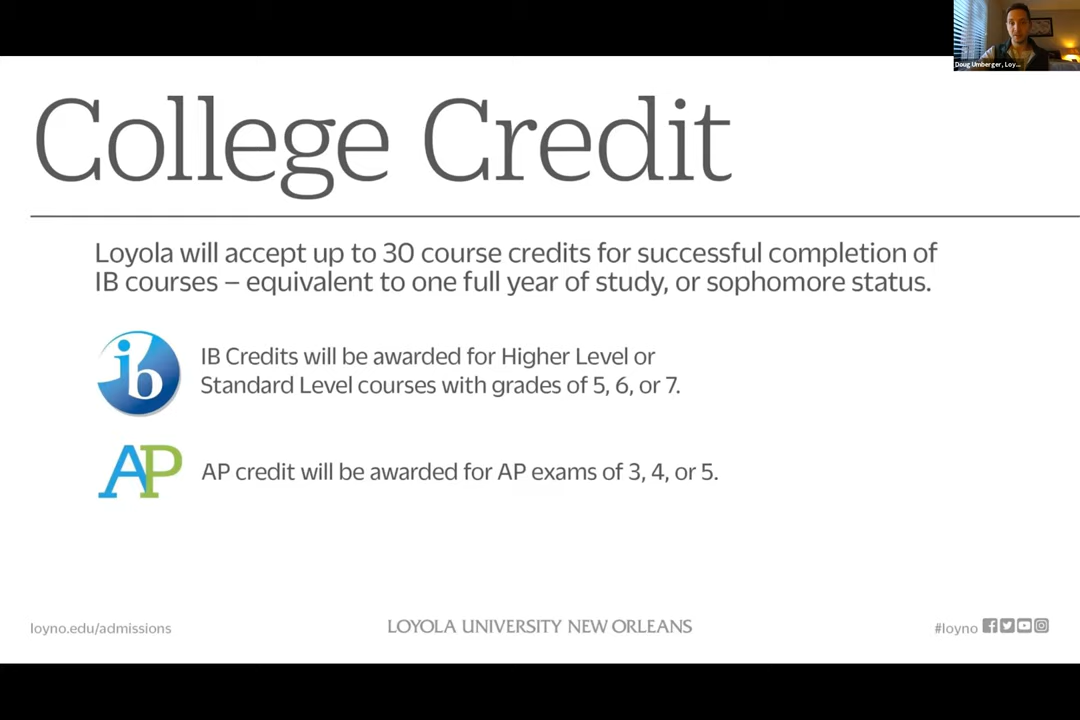 Doug Umberger, Loy...
College Credit
Loyola will accept up to 30 course credits for successful completion of
IB courses – equivalent to one full year of study, or sophomore status.
ib
IB Credits will be awarded for Higher Level or
Standard Level courses with grades of 5, 6, or 7.
AP
AP credit will be awarded for AP exams of 3, 4, or 5.
loyno.edu/admissions
LOYOLA UNIVERSITY NEW ORLEANS
#loyno